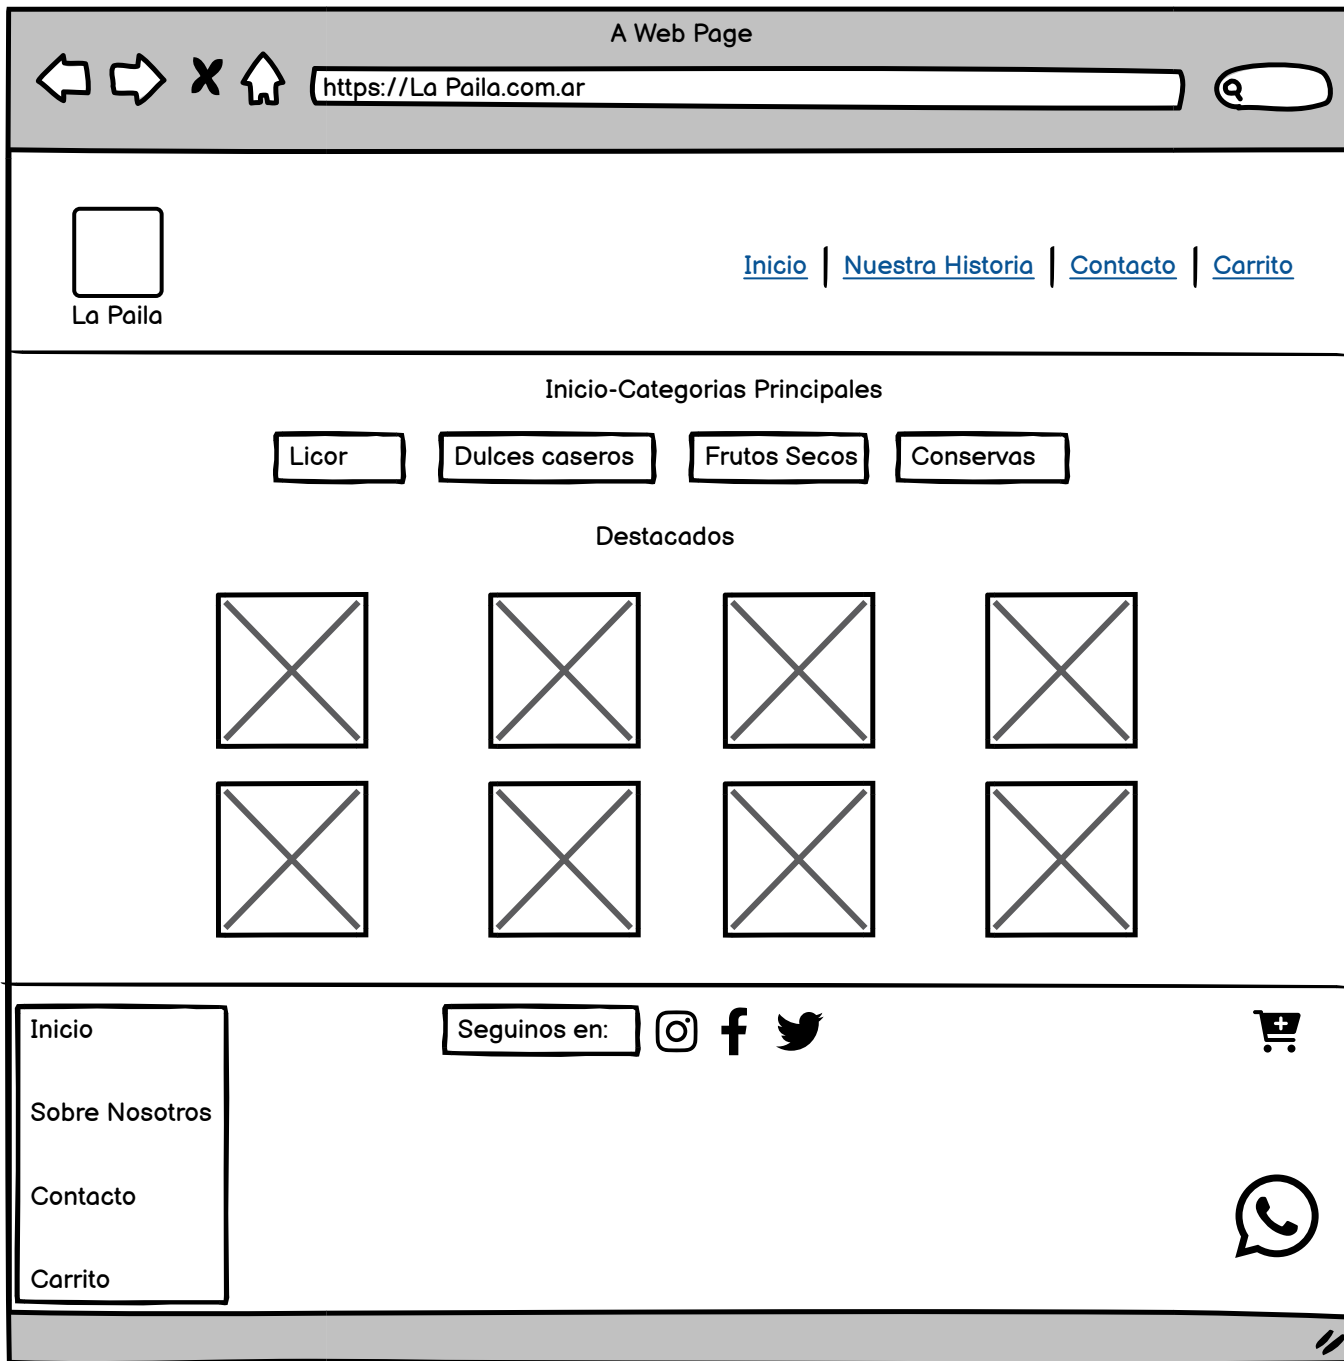 A Web Page
https://La Paila.com.ar
La Paila
Inicio | Nuestra Historia | Contacto | Carrito
Inicio-Categorias Principales
Licor Dulces caseros Frutos Secos Conservas
Destacados
Inicio
Seguinos en:
Sobre Nosotros
Contacto
Carrito